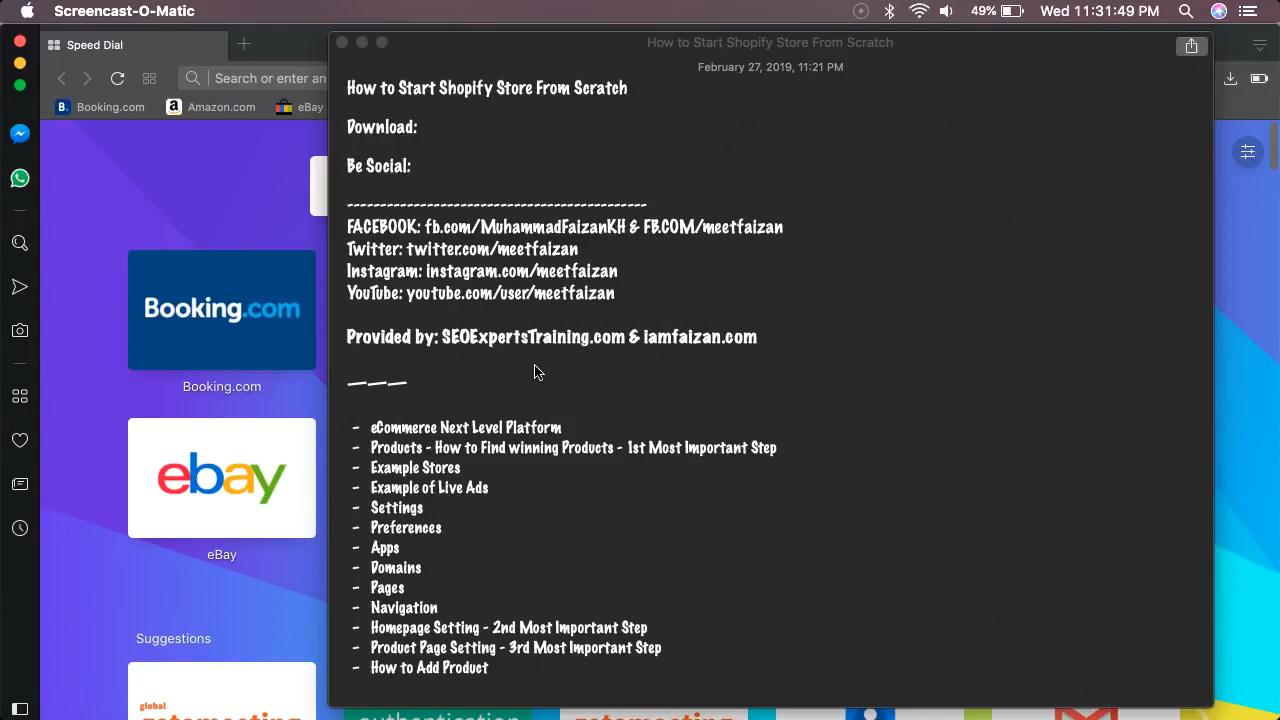 Screencast-O-Matic
49%
Wed 11:31:49 PM
Speed Dial
Search or enter an
Booking.com
Amazon.com
eBay
How to Start Shopify Store From Scratch
February 27, 2019, 11:21 PM
How to Start Shopify Store From Scratch
Download:
Be Social:
---------------------------------------------
FACEBOOK: fb.com/MuhammadFaizanKH & FB.COM/meetfaizan
Twitter: twitter.com/meetfaizan
Instagram: instagram.com/meetfaizan
YouTube: youtube.com/user/meetfaizan
Provided by: SEOExpertsTraining.com & iamfaizan.com
———
- eCommerce Next Level Platform
- Products - How to Find winning Products - 1st Most Important Step
- Example Stores
- Example of Live Ads
- Settings
- Preferences
- Apps
- Domains
- Pages
- Navigation
- Homepage Setting - 2nd Most Important Step
- Product Page Setting - 3rd Most Important Step
- How to Add Product
Booking.com
Booking.com
ebay
eBay
Suggestions
global
gotomeeting
authentication
gotomeeting